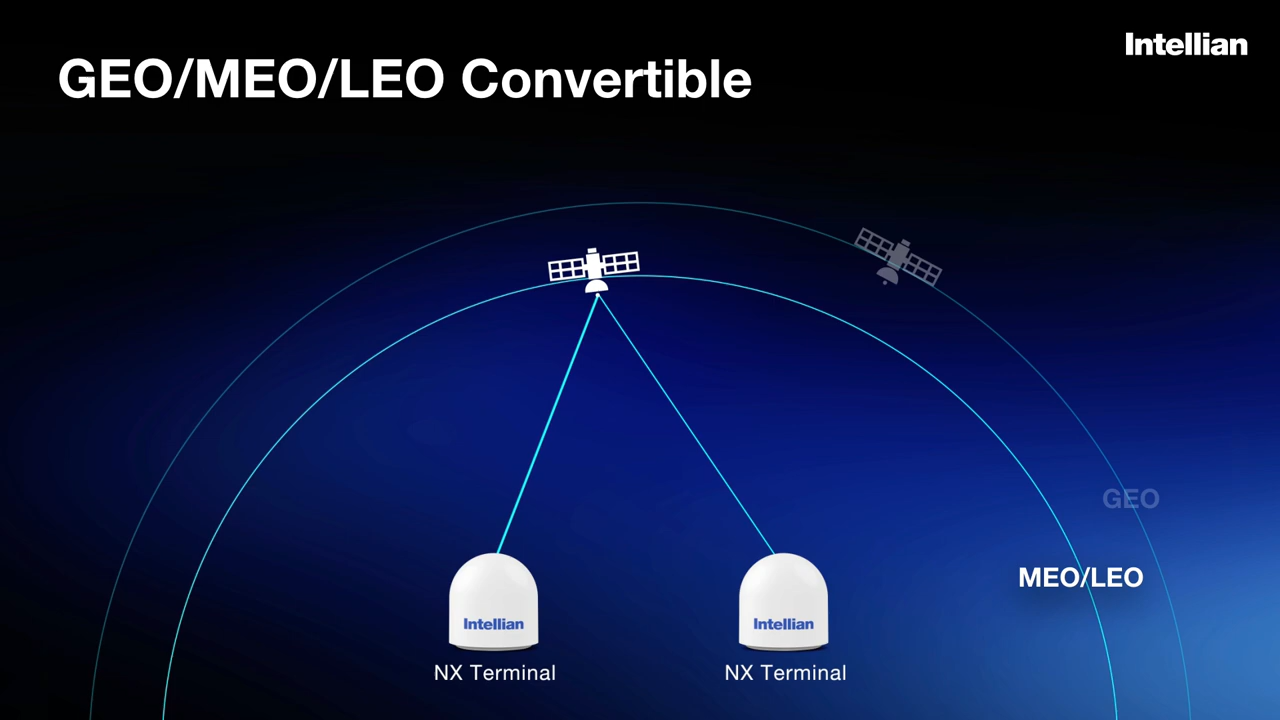 Intellian
GEO/MEO/LEO Convertible
GEO
MEO/LEO
Intellian
Intellian
NX Terminal
NX Terminal